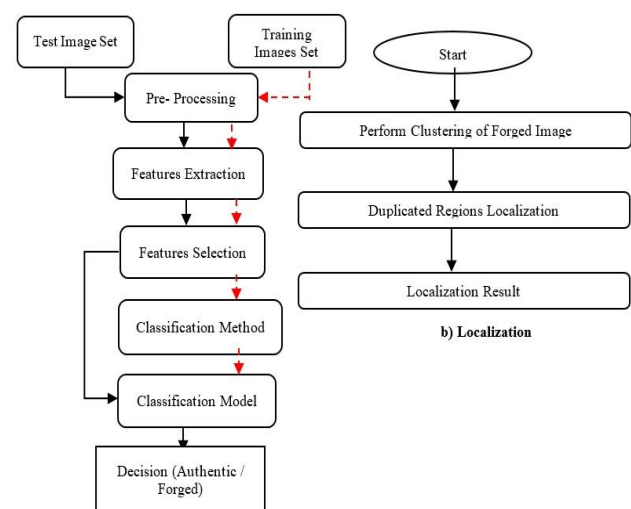 Test Image Set
Training
Images Set
Pre- Processing
Features Extraction
Features Selection
Classification Method
Classification Model
Decision (Authentic /
Forged)
Start
Perform Clustering of Forged Image
Duplicated Regions Localization
Localization Result
b) Localization